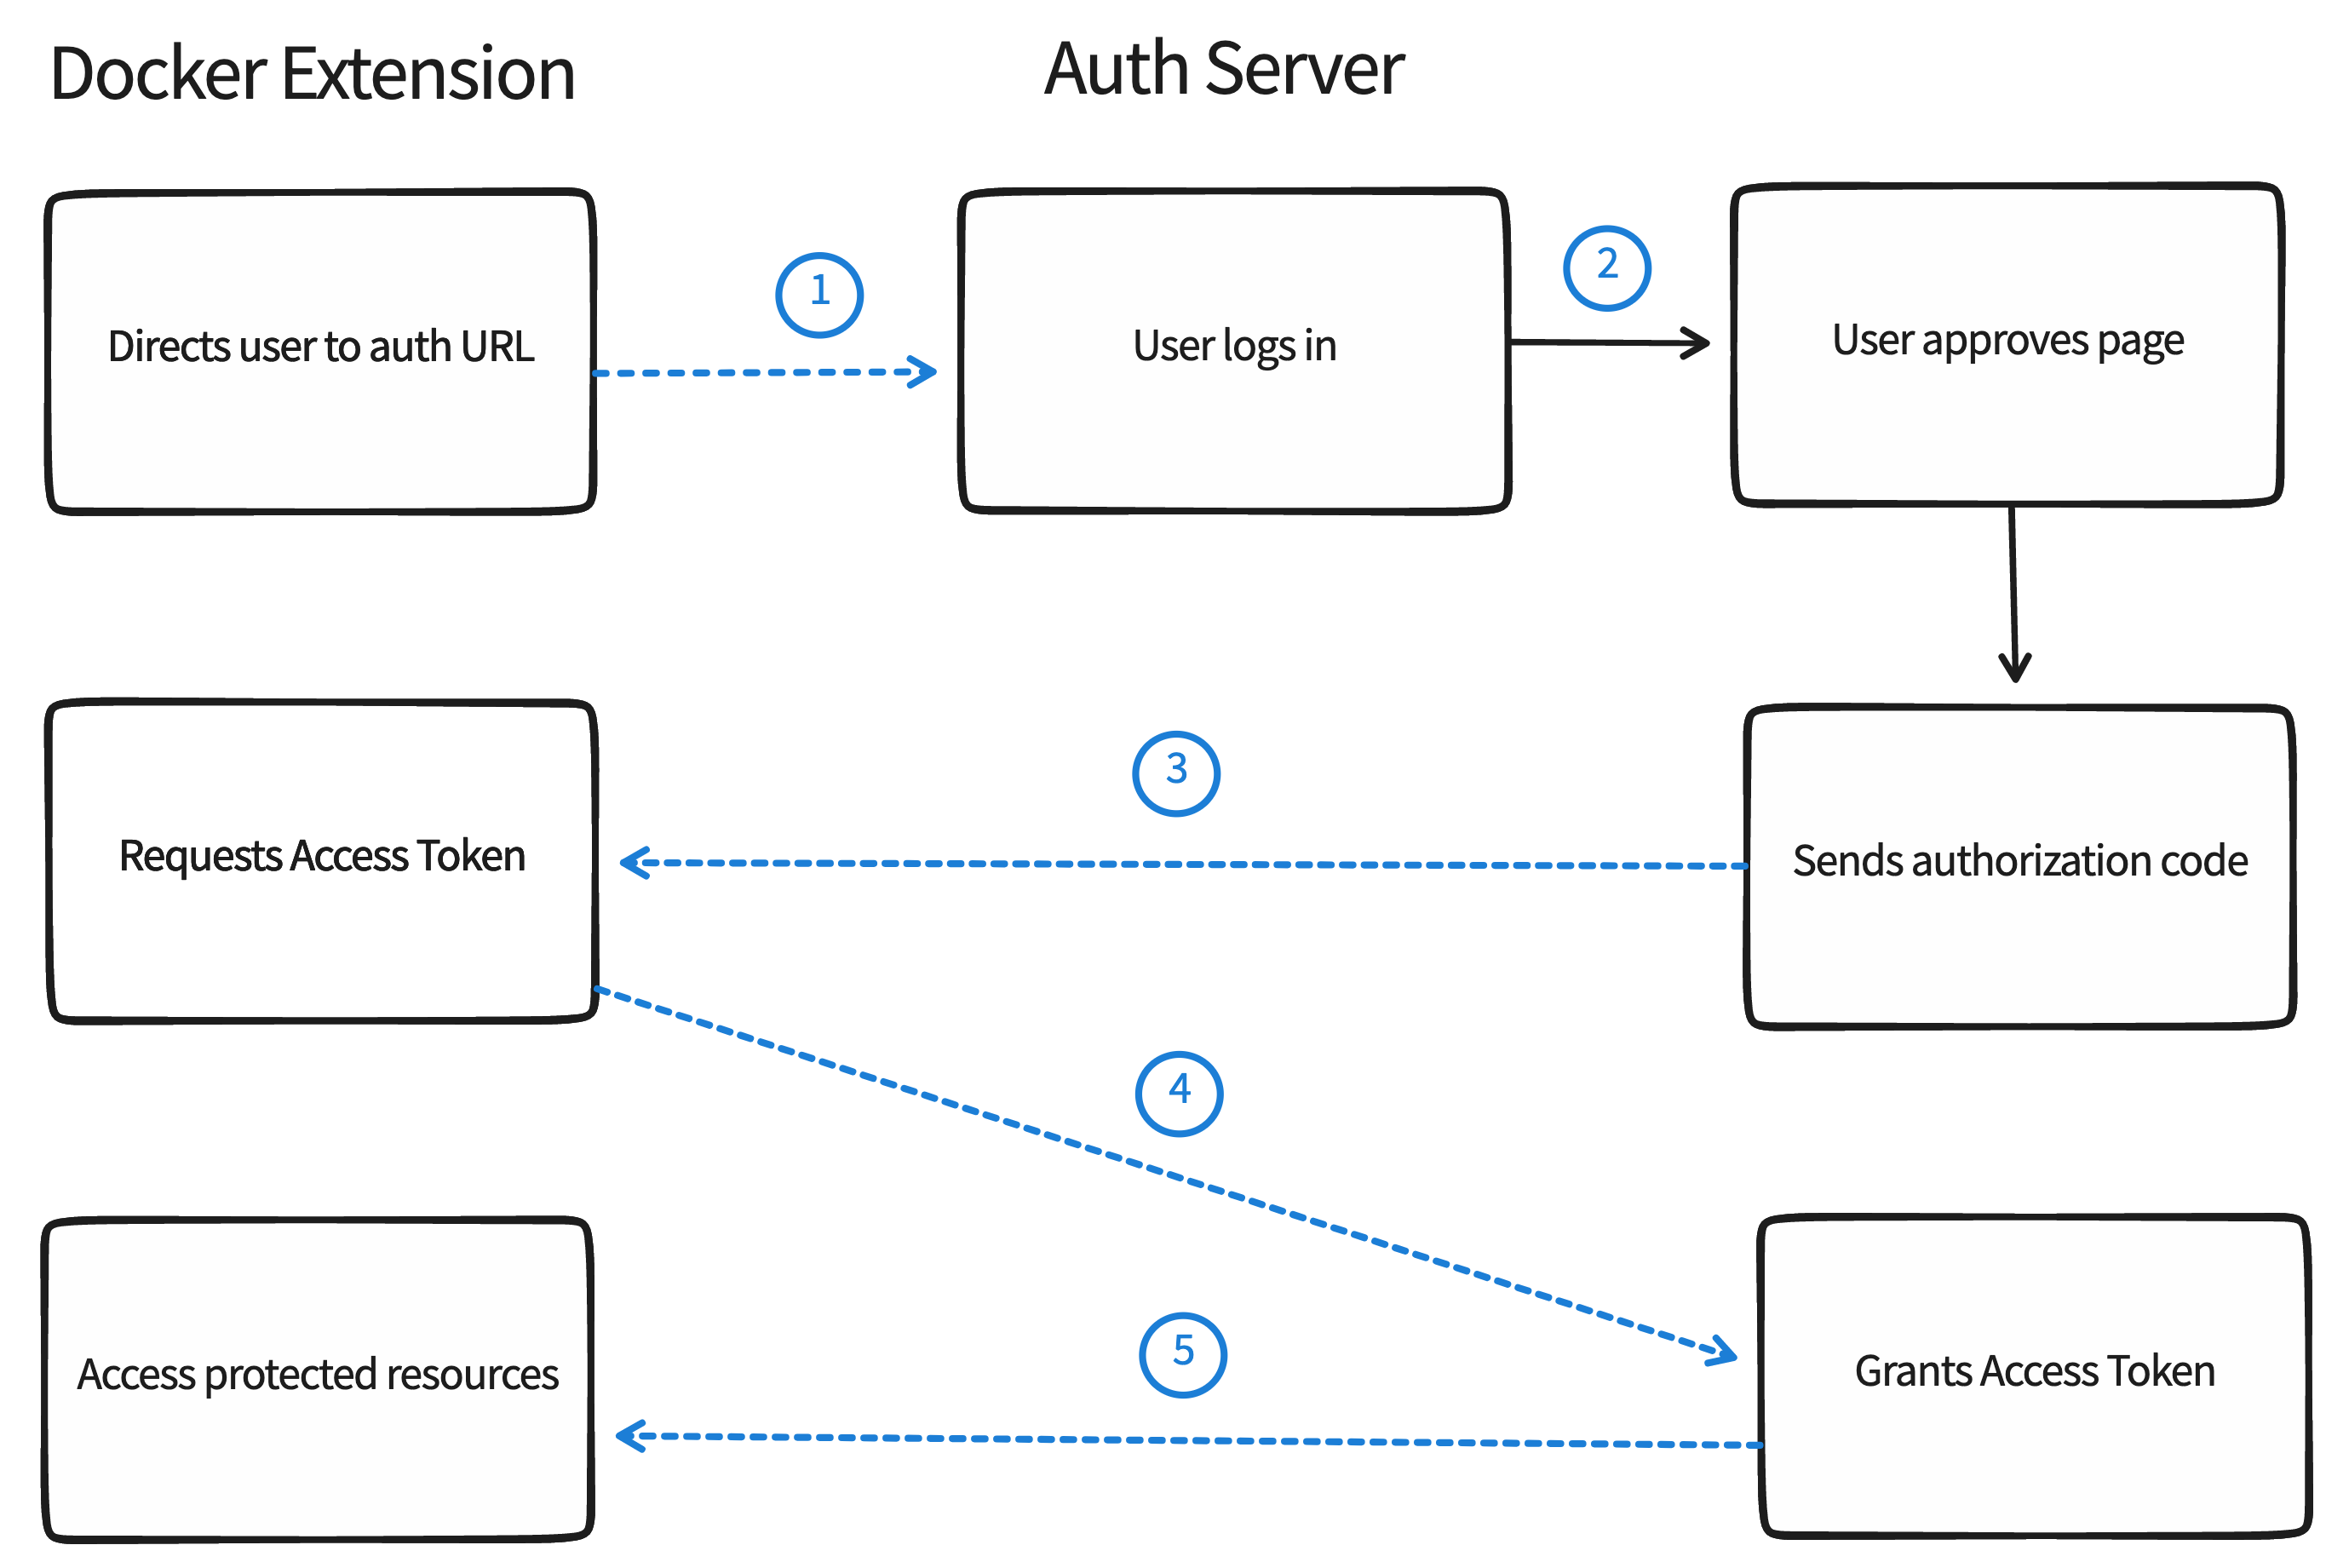 Docker Extension
Auth Server
Directs user to auth URL
1
User logs in
2
User approves page
Requests Access Token
3
Sends authorization code
4
Access protected resources
5
Grants Access Token